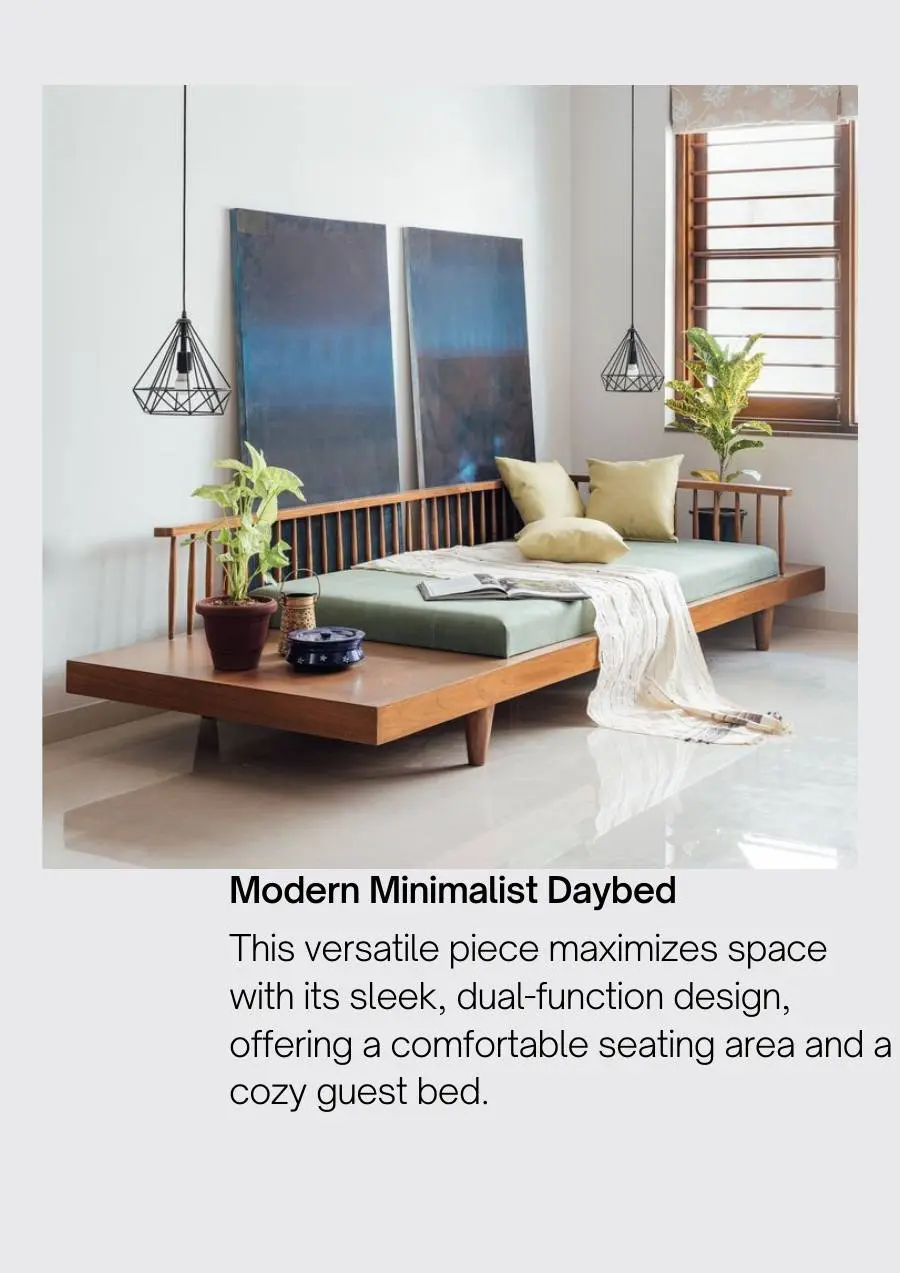 Modern Minimalist Daybed
This versatile piece maximizes space
with its sleek, dual-function design,
offering a comfortable seating area and a
cozy guest bed.